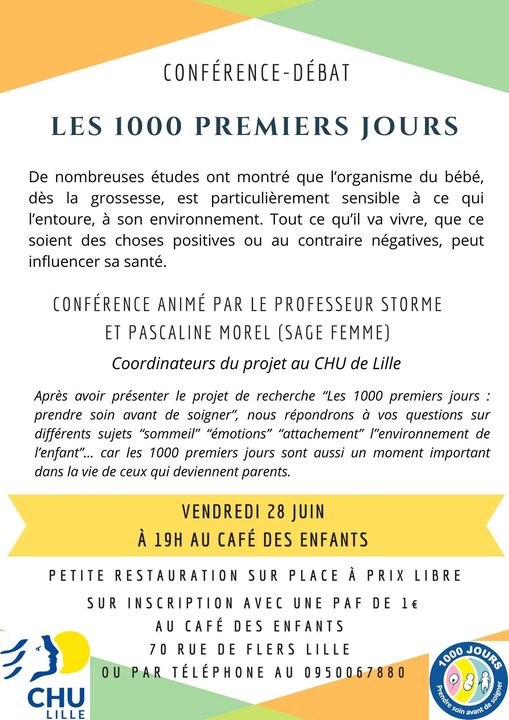 CONFÉRENCE-DÉBAT
LES 1000 PREMIERS JOURS
De nombreuses études ont montré que l’organisme du bébé,
dès la grossesse, est particulièrement sensible à ce qui
l’entoure, à son environnement. Tout ce qu’il va vivre, que ce
soient des choses positives ou au contraire négatives, peut
influencer sa santé.
CONFÉRENCE ANIMÉ PAR LE PROFESSEUR STORME
ET PASCALINE MOREL (SAGE FEMME)
Coordinateurs du projet au CHU de Lille
Après avoir présenter le projet de recherche “Les 1000 premiers jours :
prendre soin avant de soigner”, nous répondrons à vos questions sur
différents sujets “sommeil” “émotions” “attachement” l’’environnement de
l’enfant”... car les 1000 premiers jours sont aussi un moment important
dans la vie de ceux qui deviennent parents.
VENDREDI 28 JUIN
À 19H AU CAFÉ DES ENFANTS
PETITE RESTAURATION SUR PLACE À PRIX LIBRE
SUR INSCRIPTION AVEC UNE PAF DE 1€
AU CAFÉ DES ENFANTS
70 RUE DE FLERS LILLE
OU PAR TÉLÉPHONE AU 0950067880
CHU
LILLE
1000 JOURS
Prendre soin avant de soigner